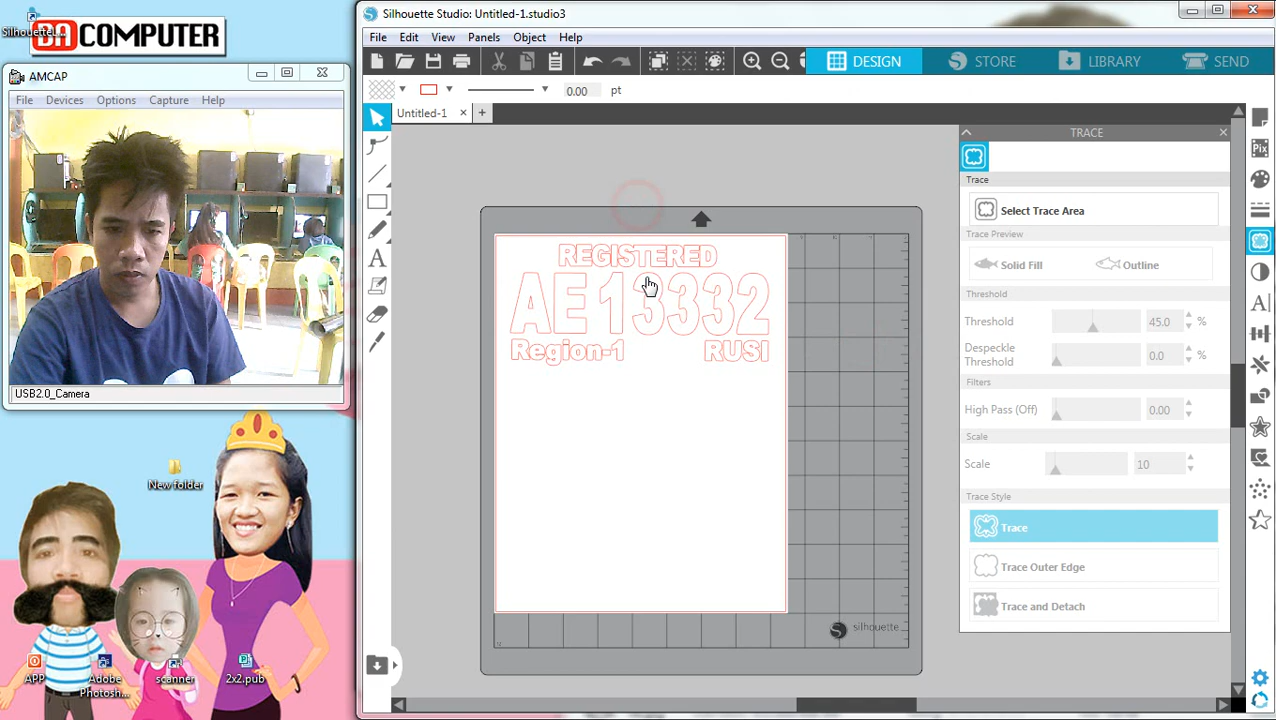 SilhouetteL...
BA COMPUTER
AMCAP
File Devices Options Capture Help
USB2.0_Camera
New folder
APP
Adobe Photosh...
scanner
2x2.pub
Silhouette Studio: Untitled-1.studio3
File Edit View Panels Object Help
DESIGN STORE LIBRARY SEND
0.00 pt
Untitled-1
REGISTERED
AE 13332
Region-1 RUSI
silhouette
TRACE
Trace
Select Trace Area
Trace Preview
Solid Fill Outline
Threshold
Threshold 45.0 %
Despeckle Threshold 0.0 %
Filters
High Pass (Off) 0.00
Scale
Scale 10
Trace Style
Trace
Trace Outer Edge
Trace and Detach
Pix